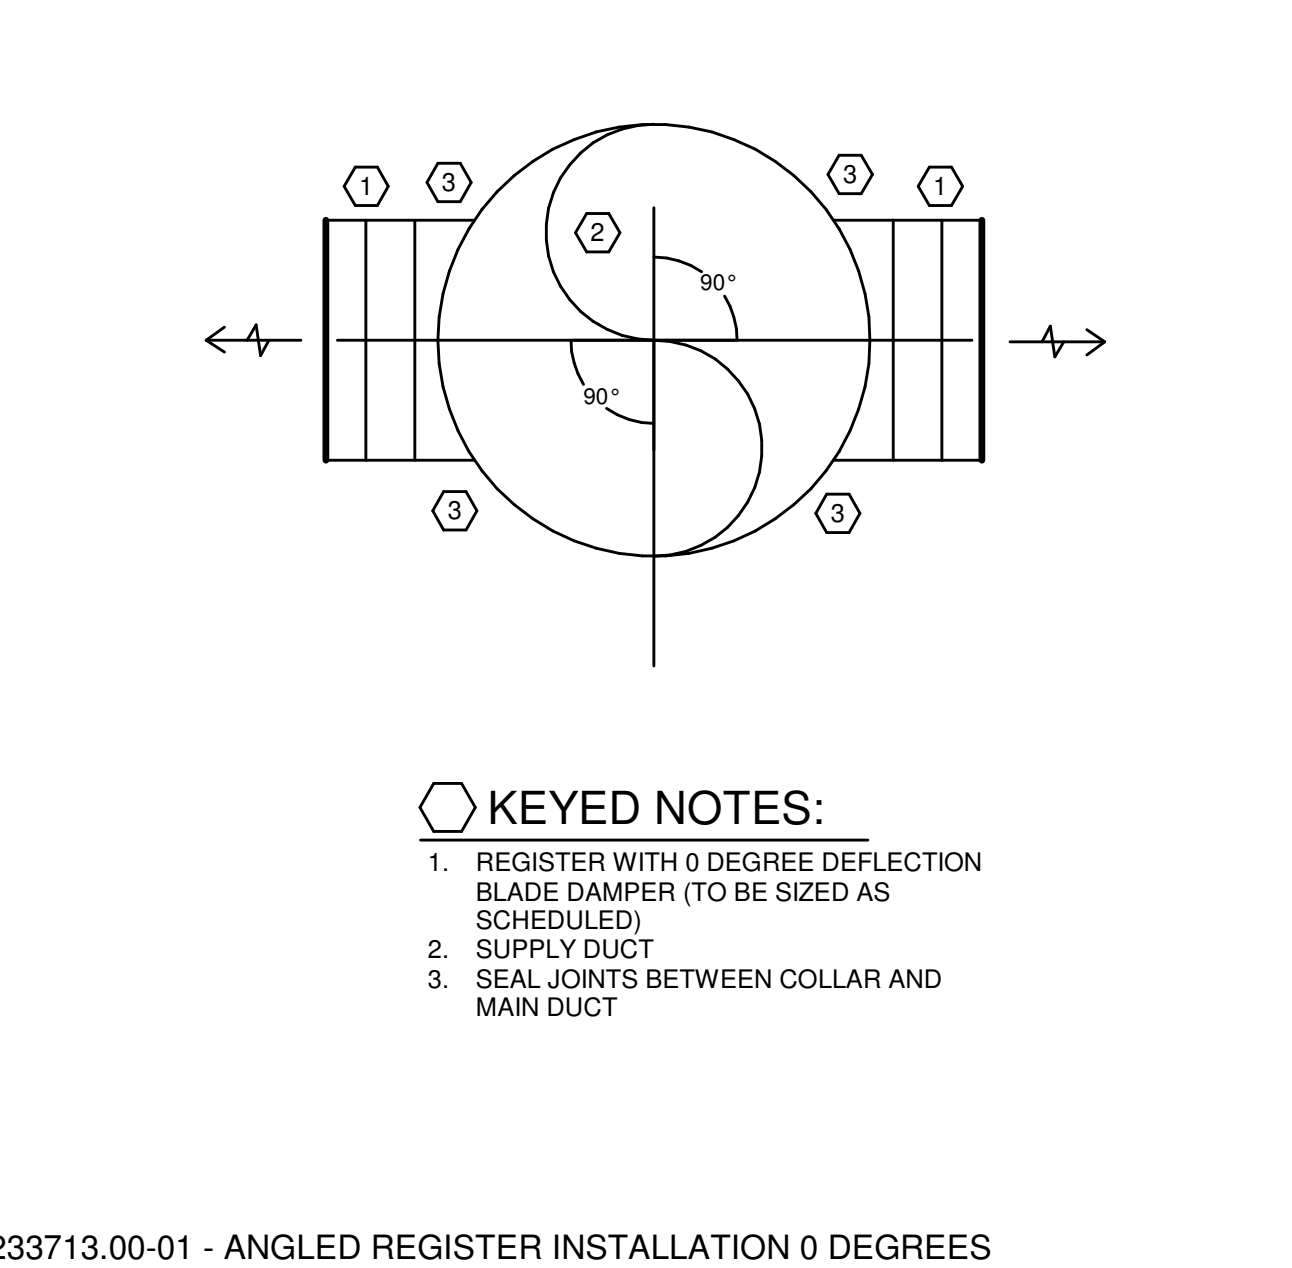 3
1
3
1
2
90°
90°
3
3
KEYED NOTES:
1. REGISTER WITH 0 DEGREE DEFLECTION
BLADE DAMPER (TO BE SIZED AS
SCHEDULED)
2. SUPPLY DUCT
3. SEAL JOINTS BETWEEN COLLAR AND
MAIN DUCT
233713.00-01 - ANGLED REGISTER INSTALLATION 0 DEGREES